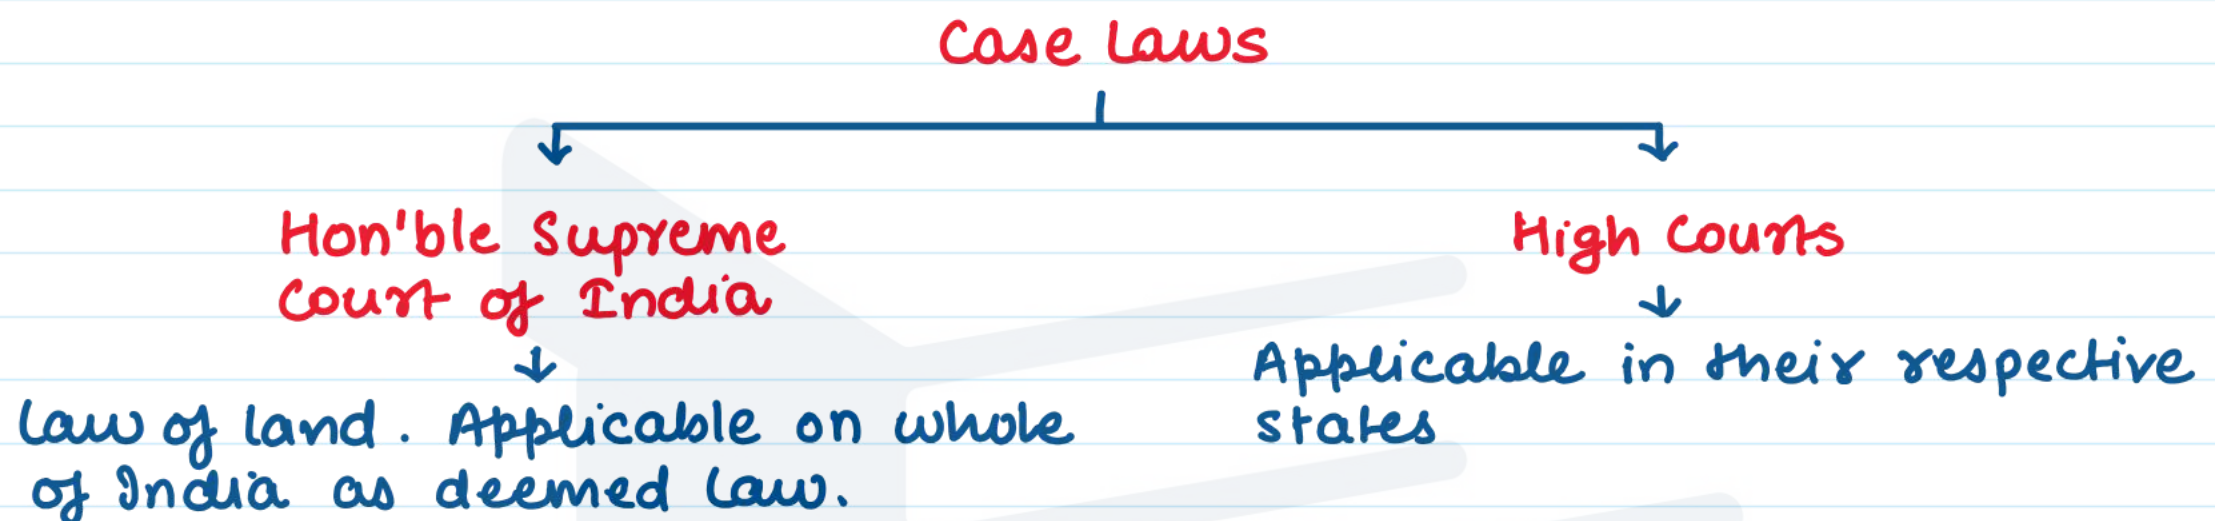 Case Laws
Hon'ble Supreme
Court of India
Law of land. Applicable on whole
of India as deemed law.
High Courts
Applicable in their respective
states